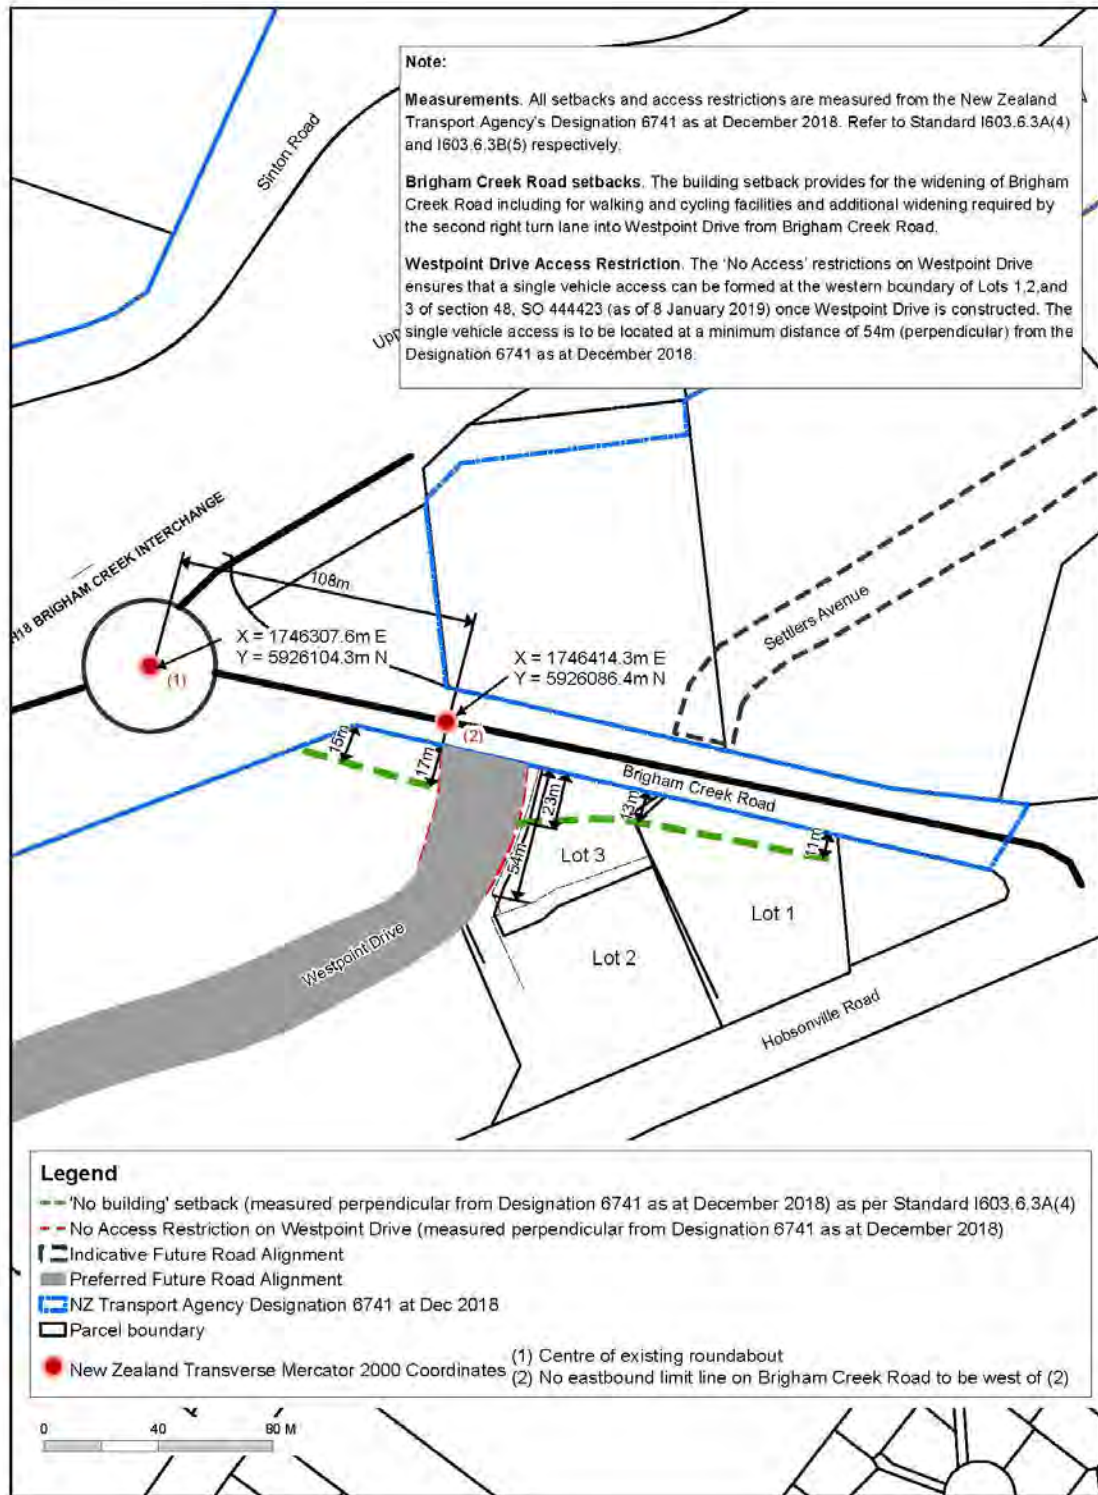 Note:
Measurements. All setbacks and access restrictions are measured from the New Zealand
Transport Agency's Designation 6741 as at December 2018. Refer to Standard I603.6.3A(4)
and I603.6.3B(5) respectively.
Brigham Creek Road setbacks. The building setback provides for the widening of Brigham
Creek Road including for walking and cycling facilities and additional widening required by
the second right turn lane into Westpoint Drive from Brigham Creek Road.
Westpoint Drive Access Restriction. The 'No Access' restrictions on Westpoint Drive
ensures that a single vehicle access can be formed at the western boundary of Lots 1,2,and
3 of section 48, SO 444423 (as of 8 January 2019) once Westpoint Drive is constructed. The
single vehicle access is to be located at a minimum distance of 54m (perpendicular) from the
Designation 6741 as at December 2018.
Sinton Road
Upp
H18 BRIGHAM CREEK INTERCHANGE
108m
X = 1746307.6m E
Y = 5926104.3m N
(1)
X = 1746414.3m E
Y = 5926086.4m N
(2)
Settlers Avenue
Brigham Creek Road
15m
17m
23m
13m
11m
54m
Lot 3
Lot 1
Lot 2
Westpoint Drive
Hobsonville Road
Legend
'No building' setback (measured perpendicular from Designation 6741 as at December 2018) as per Standard I603.6.3A(4)
No Access Restriction on Westpoint Drive (measured perpendicular from Designation 6741 as at December 2018)
Indicative Future Road Alignment
Preferred Future Road Alignment
NZ Transport Agency Designation 6741 at Dec 2018
Parcel boundary
New Zealand Transverse Mercator 2000 Coordinates
(1) Centre of existing roundabout
(2) No eastbound limit line on Brigham Creek Road to be west of (2)
0 40 80 M